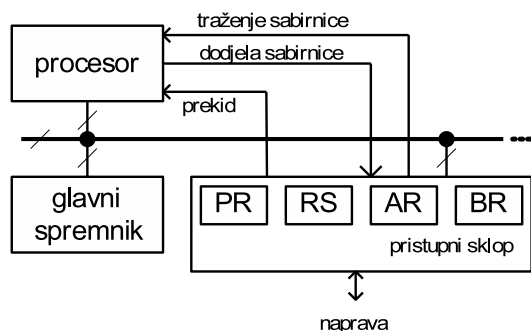 traženje sabirnice
procesor
dodjela sabirnice
prekid
glavni
spremnik
PR RS AR BR
pristupni sklop
naprava